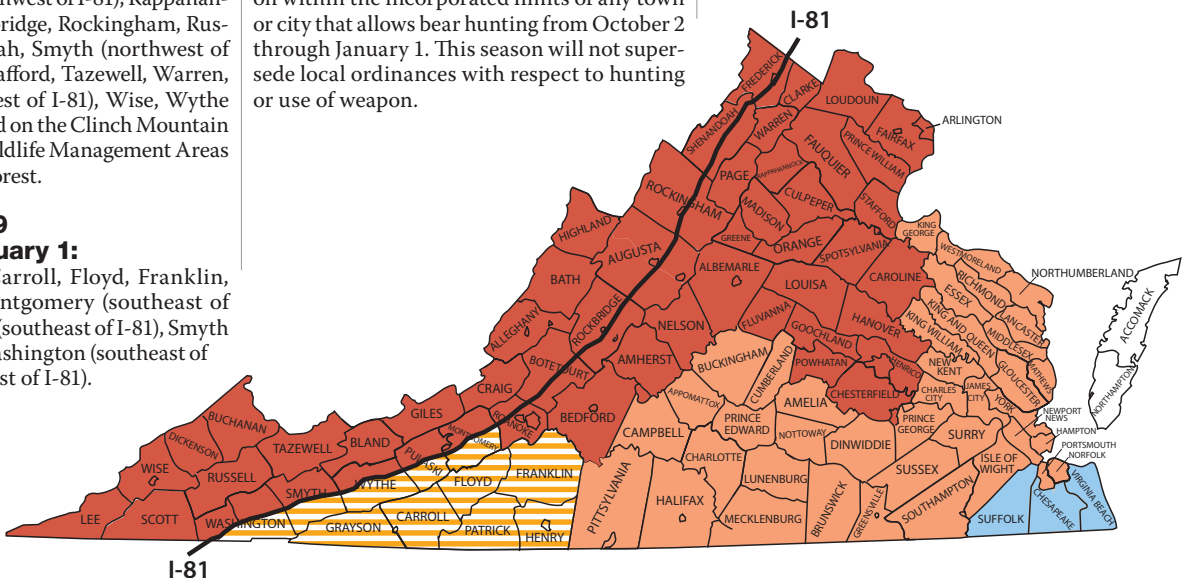 hwest of I-81), Rappahan-
bridge, Rockingham, Rus-
ah, Smyth (northwest of
afford, Tazewell, Warren,
est of I-81), Wise, Wythe
d on the Clinch Mountain
ldlife Management Areas
orest.
9
uary 1:
Carroll, Floyd, Franklin,
ntgomery (southeast of
(southeast of I-81), Smyth
ashington (southeast of
st of I-81).
on within the incorporated limits of any town
or city that allows bear hunting from October 2
through January 1. This season will not super-
sede local ordinances with respect to hunting
or use of weapon.
I-81
FREDERICK
CLARKE
LOUDOUN
SHENANDOAH
WARREN
FAIRFAX
ARLINGTON
FAUQUIER
PRINCE WILLIAM
PAGE
RAPPAHANNOCK
ROCKINGHAM
CULPEPER
STAFFORD
MADISON
HIGHLAND
GREENE
ORANGE
SPOTSYLVANIA
KING
GEORGE
WESTMORELAND
AUGUSTA
ALBEMARLE
CAROLINE
NORTHUMBERLAND
BATH
LOUISA
RICHMOND
ESSEX
ACCOMACK
ROCKBRIDGE
FLUVANNA
HANOVER
KING AND QUEEN
LANCASTER
ALLEGHANY
NELSON
GOOCHLAND
KING WILLIAM
MIDDLESEX
BOTETOURT
AMHERST
BUCKINGHAM
CUMBERLAND
POWHATAN
HENRICO
NEW
KENT
GLOUCESTER
MATHEWS
CRAIG
APPOMATTOX
AMELIA
CHESTERFIELD
CHARLES
CITY
JAMES
CITY
YORK
NORTHAMPTON
GILES
ROANOKE
BEDFORD
CAMPBELL
PRINCE
EDWARD
NOTTOWAY
PRINCE
GEORGE
NEWPORT
NEWS
HAMPTON
BUCHANAN
DICKENSON
TAZEWELL
BLAND
MONTGOMERY
DINWIDDIE
SURRY
PORTSMOUTH
NORFOLK
WISE
RUSSELL
PULASKI
CHARLOTTE
ISLE OF
WIGHT
SMYTH
WYTHE
FLOYD
FRANKLIN
PITTSYLVANIA
HALIFAX
LUNENBURG
SUSSEX
VIRGINIA BEACH
LEE
SCOTT
WASHINGTON
GRAYSON
CARROLL
PATRICK
HENRY
MECKLENBURG
BRUNSWICK
GREENSVILLE
SOUTHAMPTON
SUFFOLK
CHESAPEAKE
I-81